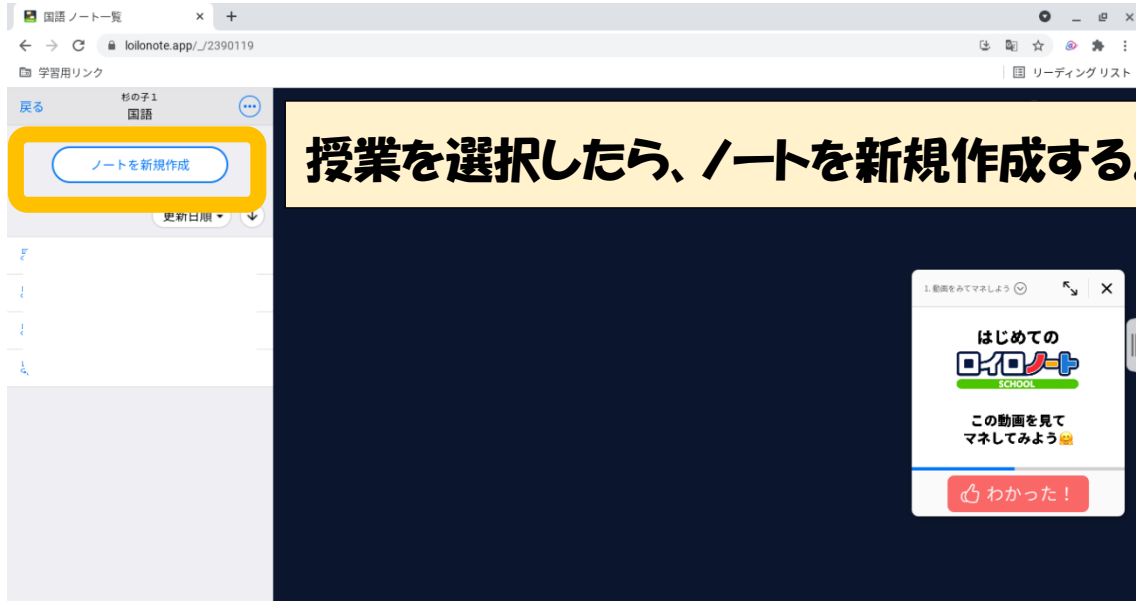 国語 ノート一覧
loilonote.app/_/2390119
学習用リンク
リーディング リスト
戻る
杉の子1
国語
ノートを新規作成
授業を選択したら、ノートを新規作成する。
更新日順
1. 動画をみてマネしよう
はじめての
ロイロノート
SCHOOL
この動画を見て
マネしてみよう🤗
わかった！